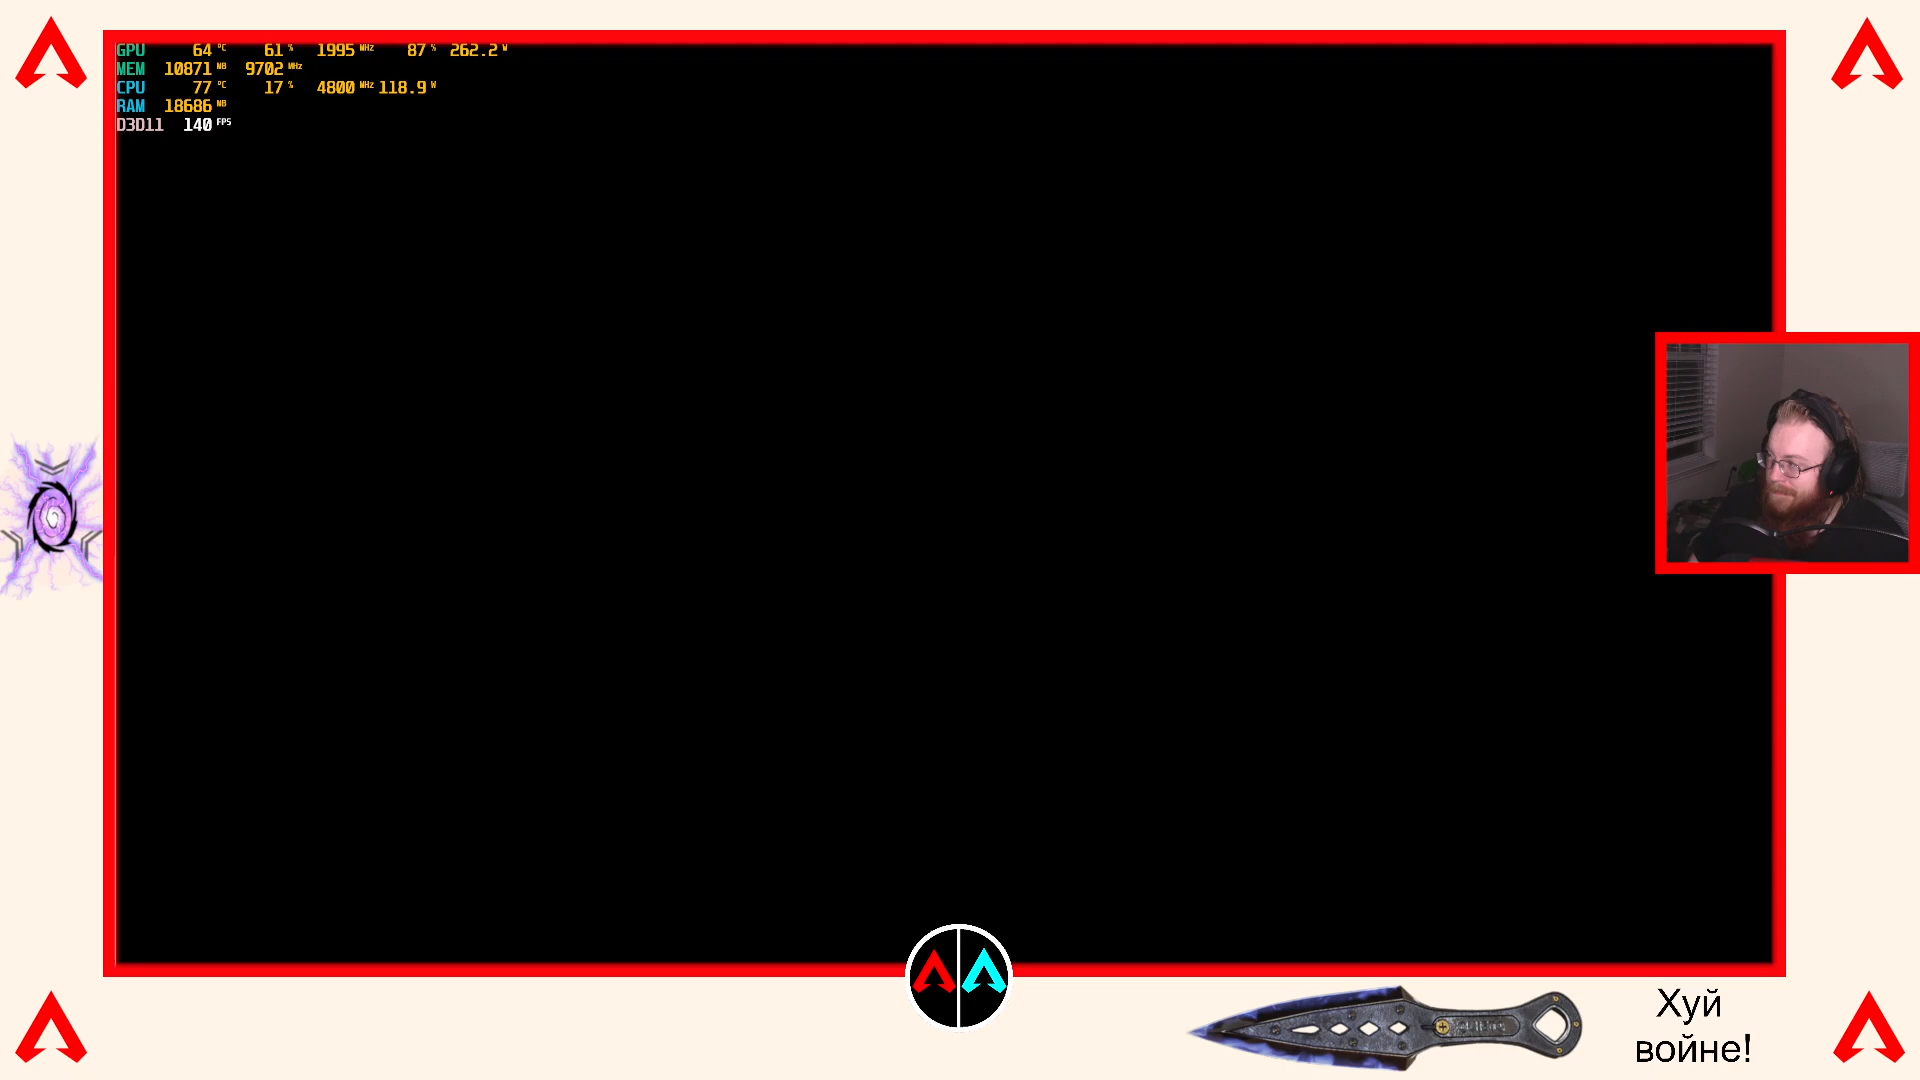 GPU 64 °C 61 % 1995 MHz 87 % 262.2 W
MEM 10871 MB 9702 MHz
CPU 77 °C 17 % 4800 MHz 118.9 W
RAM 18686 MB
D3D11 140 FPS
Хуй
войне!